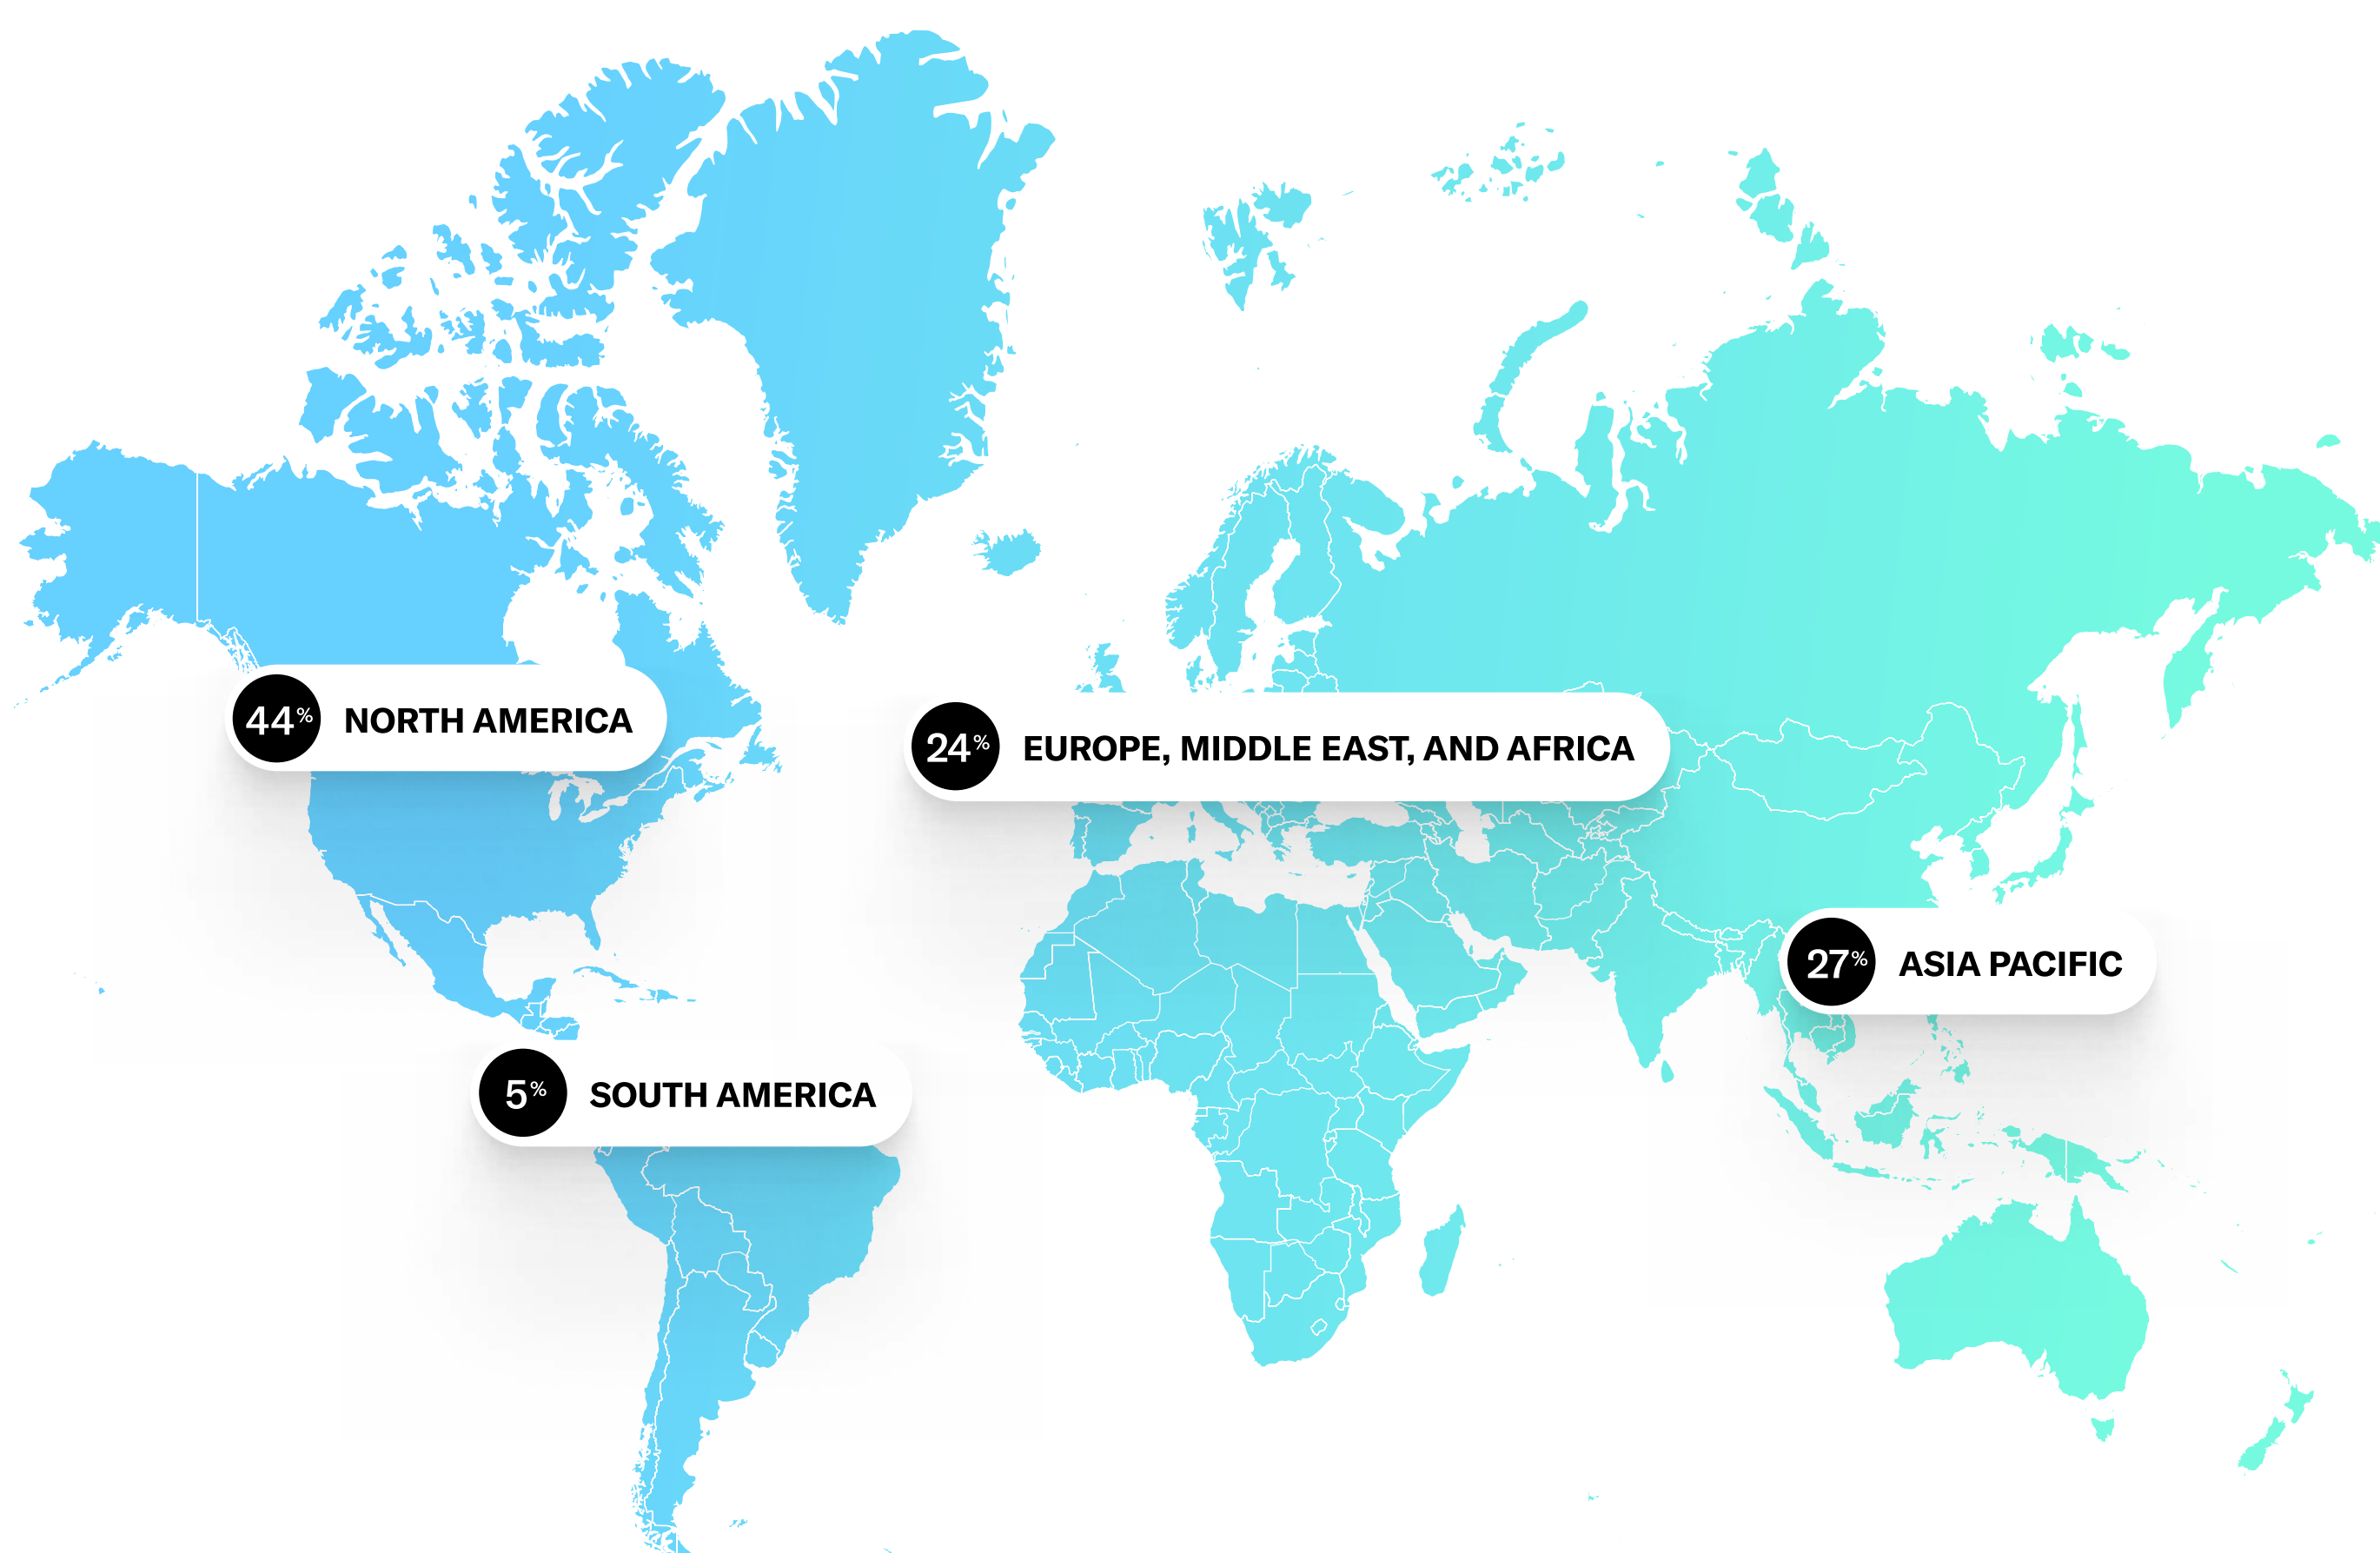 44% NORTH AMERICA
24% EUROPE, MIDDLE EAST, AND AFRICA
27% ASIA PACIFIC
5% SOUTH AMERICA